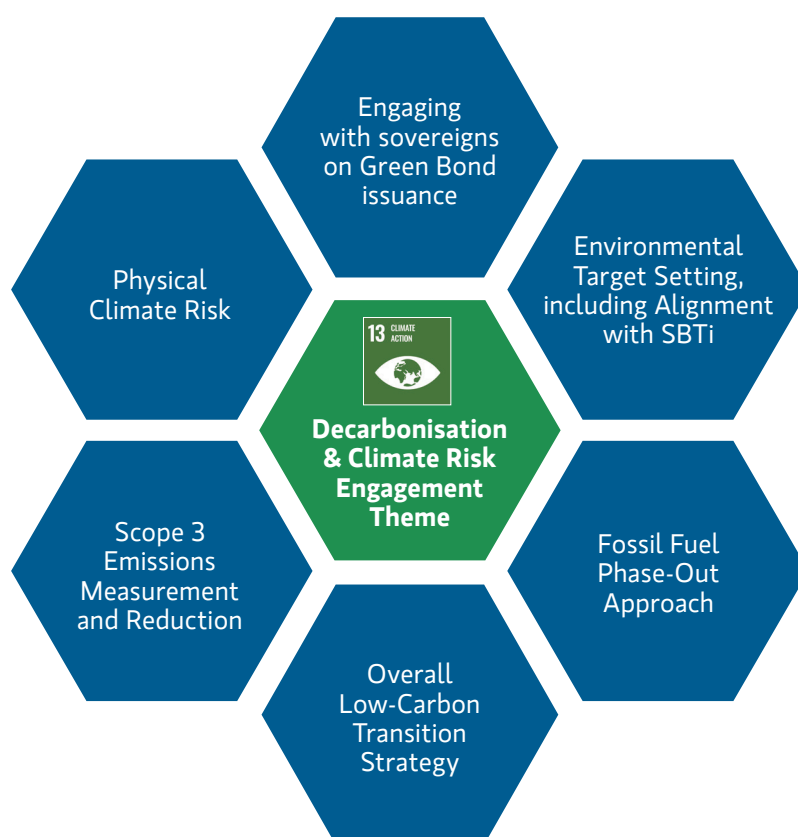 Engaging
with sovereigns
on Green Bond
issuance
Physical
Climate Risk
Environmental
Target Setting,
including Alignment
with SBTi
13 CLIMATE
ACTION
Decarbonisation
& Climate Risk
Engagement
Theme
Scope 3
Emissions
Measurement
and Reduction
Fossil Fuel
Phase-Out
Approach
Overall
Low-Carbon
Transition
Strategy